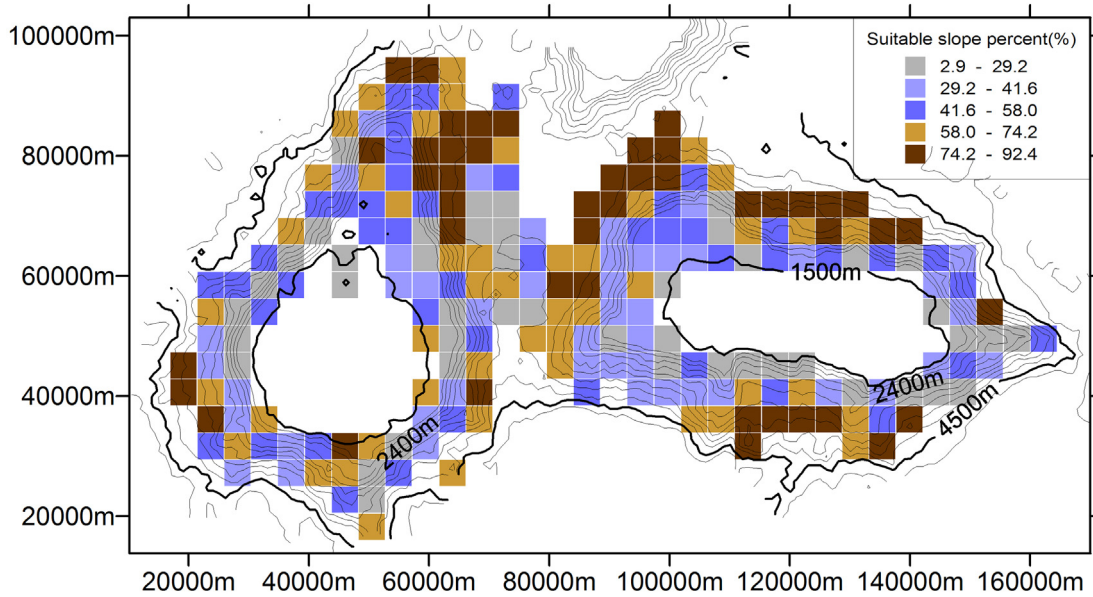 100000m
80000m
60000m
40000m
20000m
Suitable slope percent(%)
2.9 - 29.2
29.2 - 41.6
41.6 - 58.0
58.0 - 74.2
74.2 - 92.4
1500m
2400m
4500m
2400m
20000m 40000m 60000m 80000m 100000m 120000m 140000m 160000m